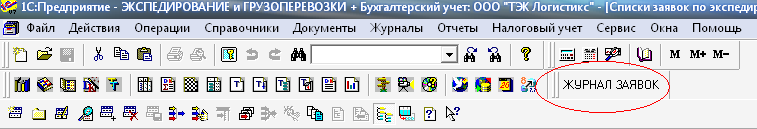 1С:Предприятие - ЭКСПЕДИРОВАНИЕ и ГРУЗОПЕРЕВОЗКИ + Бухгалтерский учет: ООО "ТЭК Логистикс" - [Списки заявок по экспеди
Файл Действия Операции Справочники Документы Журналы Отчеты Налоговый учет Сервис Окна Помощь
M M+ M-
ЖУРНАЛ ЗАЯВОК